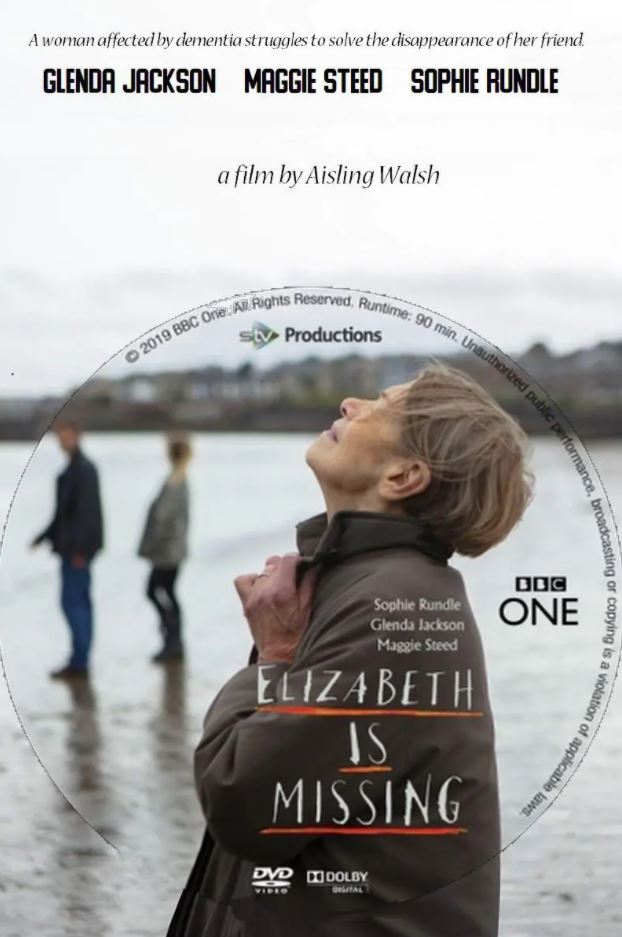 A woman affected by dementia struggles to solve the disappearance of her friend.
GLENDA JACKSON MAGGIE STEED SOPHIE RUNDLE
a film by Aisling Walsh
© 2019 BBC One. All Rights Reserved. Runtime: 90 min. Unauthorized public performance, broadcasting or copying is a violation of applicable laws.
stv Productions
BBC
ONE
Sophie Rundle
Glenda Jackson
Maggie Steed
ELIZABETH
IS
MISSING
DVD VIDEO DOLBY DIGITAL